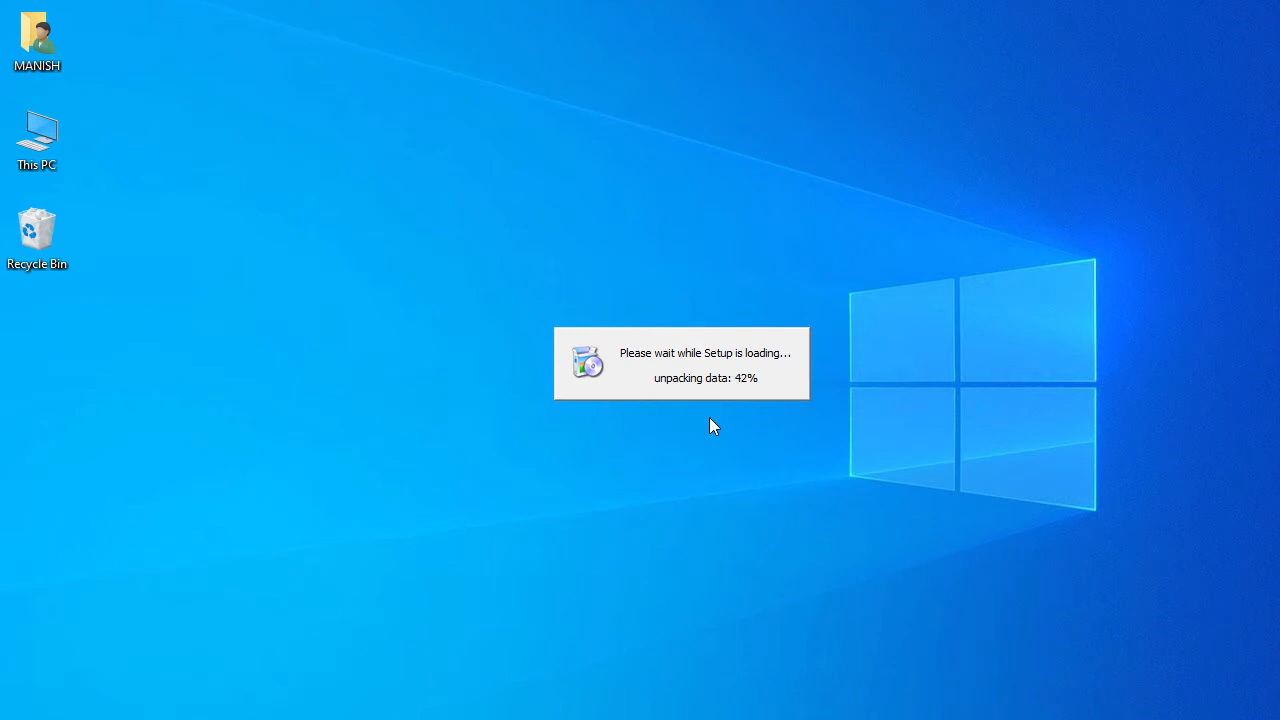 MANISH
This PC
Recycle Bin
Please wait while Setup is loading...
unpacking data: 42%